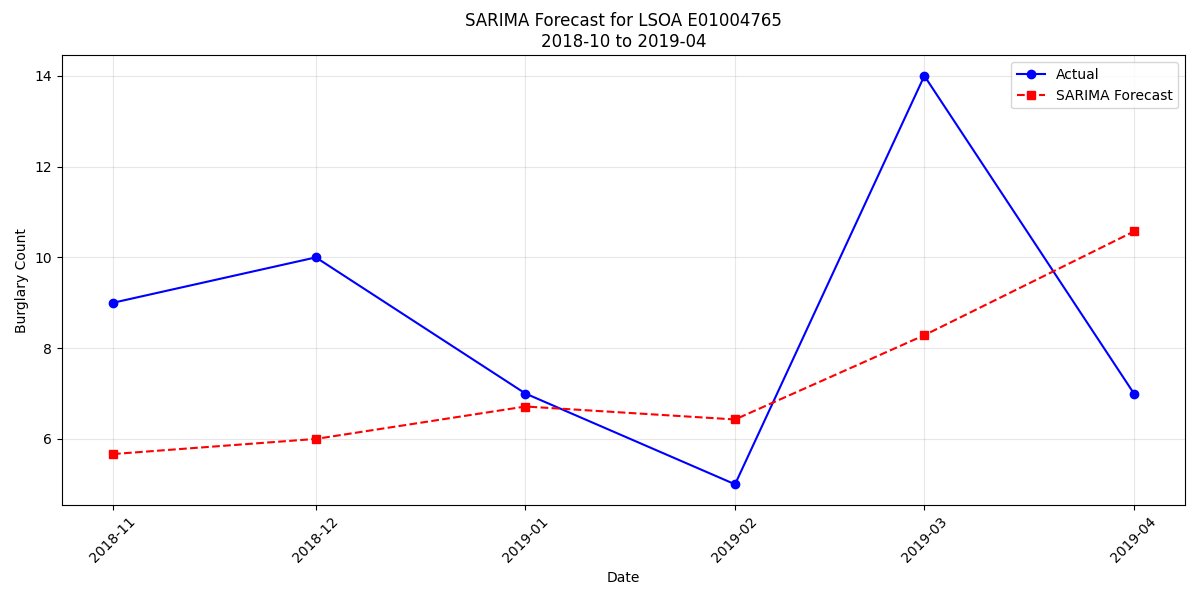 SARIMA Forecast for LSOA E01004765
2018-10 to 2019-04
Actual
SARIMA Forecast
Burglary Count
14
12
10
8
6
2018-11
2018-12
2019-01
2019-02
2019-03
2019-04
Date